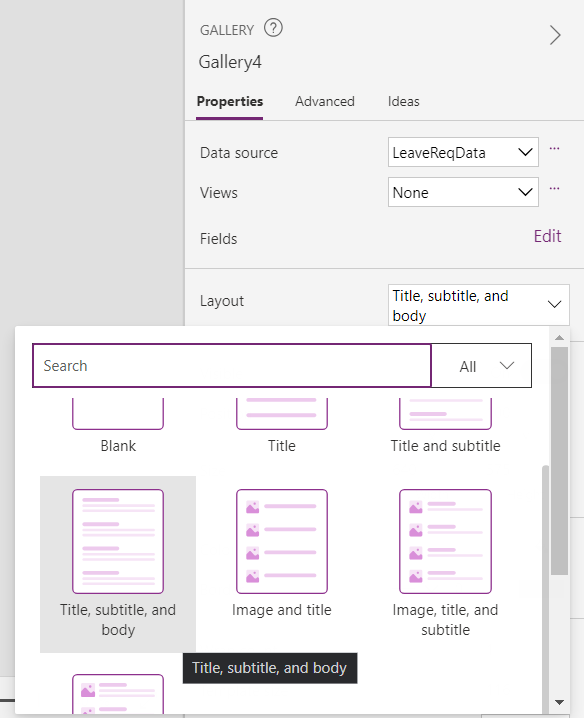 GALLERY ?
Gallery4
Properties Advanced Ideas
Data source LeaveReqData ...
Views None ...
Fields Edit
Layout Title, subtitle, and
body
Search All
Blank Title Title and subtitle
Title, subtitle, and
body
Image and title
Image, title, and
subtitle
Title, subtitle, and body